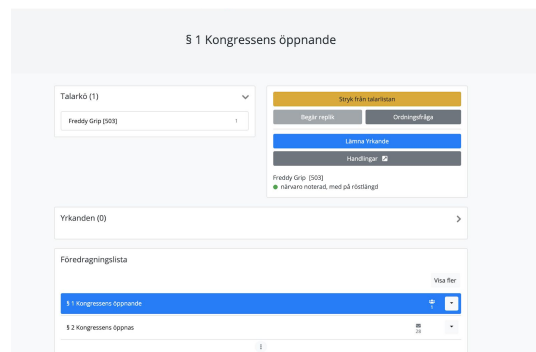 § 1 Kongressens öppnande
Talarkö (1)
Freddy Grip [503] 1
Stryk från talarlistan
Begär replik Ordningsfråga
Lämna Yrkande
Handlingar
Freddy Grip [503]
närvaro noterad, med på röstlängd
Yrkanden (0)
Föredragningslista
Visa fler
§ 1 Kongressens öppnande 1
§ 2 Kongressens öppnas 28